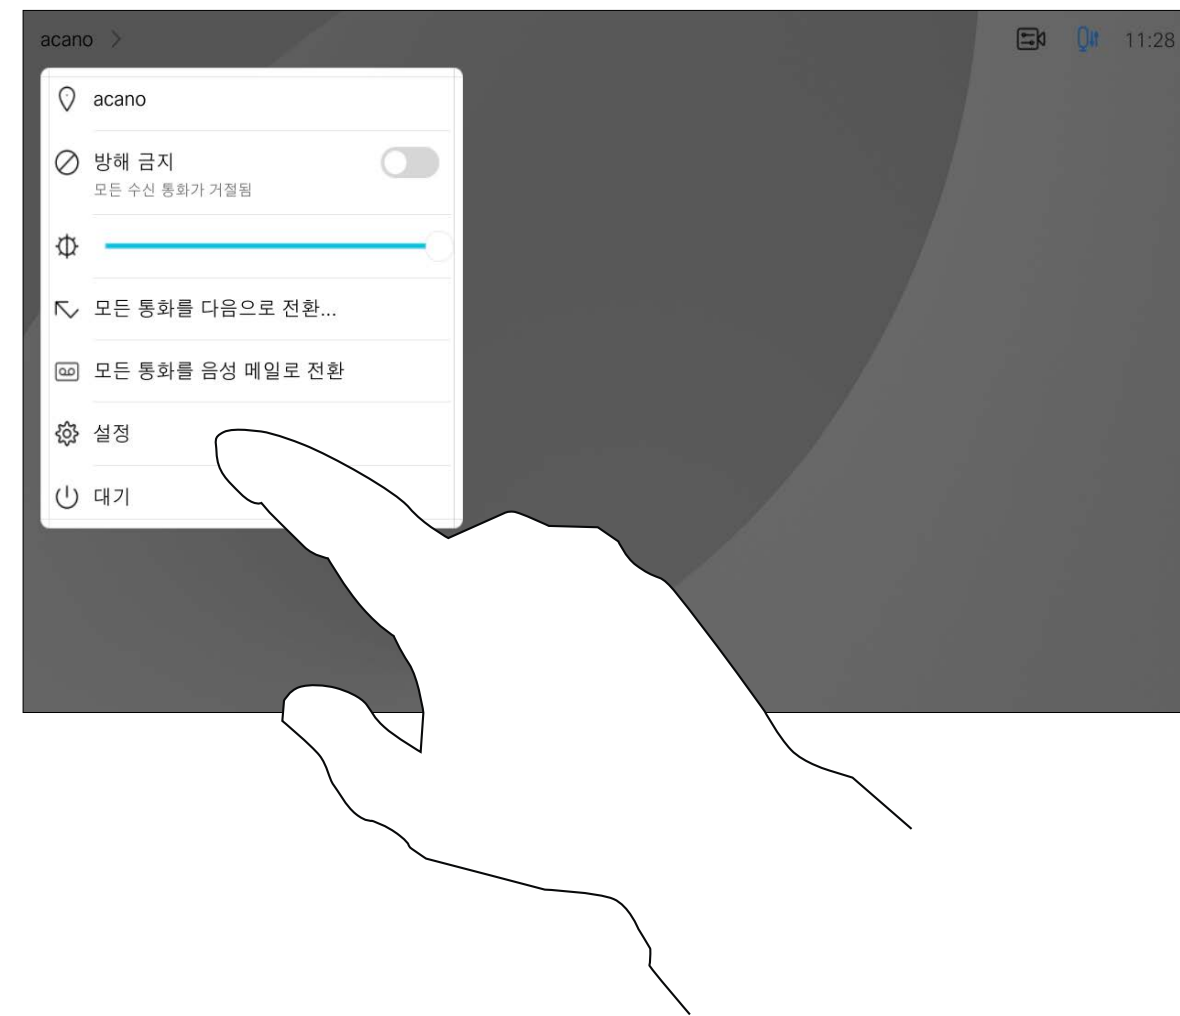 acano
11:28
acano
방해 금지
모든 수신 통화가 거절됨
모든 통화를 다음으로 전환...
모든 통화를 음성 메일로 전환
설정
대기